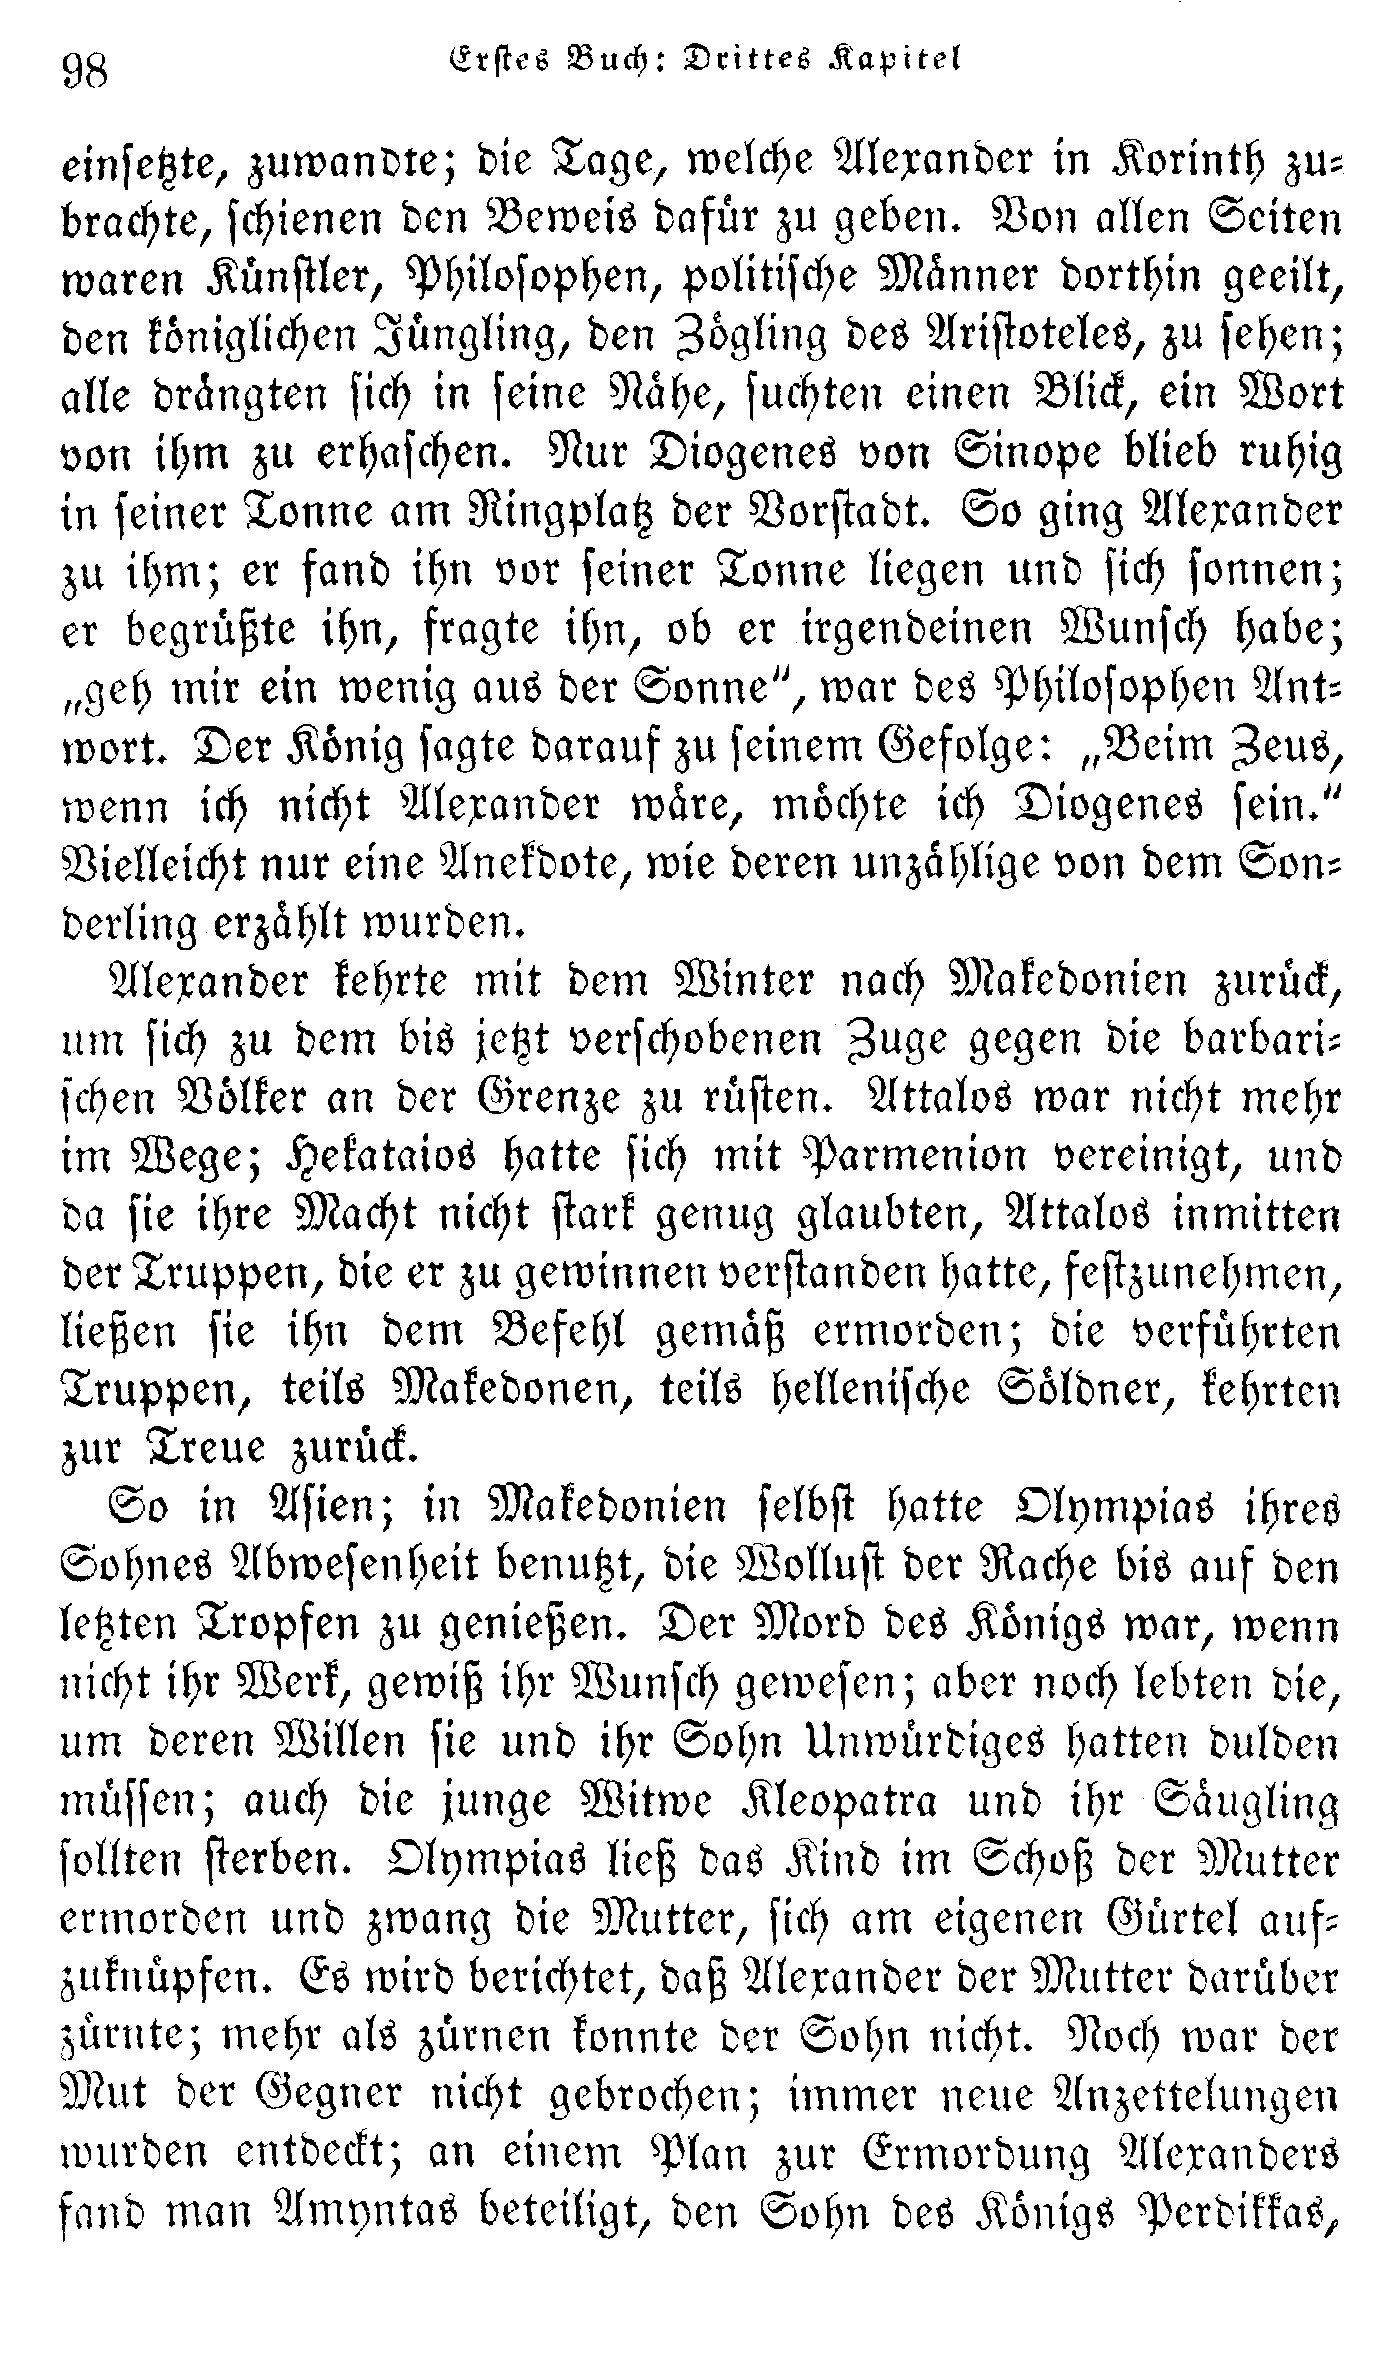 98
Erstes Buch: Drittes Kapitel
einsetzte, zuwandte; die Tage, welche Alexander in Korinth zu-
brachte, schienen den Beweis dafür zu geben. Von allen Seiten
waren Künstler, Philosophen, politische Männer dorthin geeilt,
den königlichen Jüngling, den Zögling des Aristoteles, zu sehen;
alle drängten sich in seine Nähe, suchten einen Blick, ein Wort
von ihm zu erhaschen. Nur Diogenes von Sinope blieb ruhig
in seiner Tonne am Ringplatz der Vorstadt. So ging Alexander
zu ihm; er fand ihn vor seiner Tonne liegen und sich sonnen;
er begrüßte ihn, fragte ihn, ob er irgendeinen Wunsch habe;
„geh mir ein wenig aus der Sonne“, war des Philosophen Ant-
wort. Der König sagte darauf zu seinem Gefolge: „Beim Zeus,
wenn ich nicht Alexander wäre, möchte ich Diogenes sein.“
Vielleicht nur eine Anekdote, wie deren unzählige von dem Son-
derling erzählt wurden.
Alexander kehrte mit dem Winter nach Makedonien zurück,
um sich zu dem bis jetzt verschobenen Zuge gegen die barbari-
schen Völker an der Grenze zu rüsten. Attalos war nicht mehr
im Wege; Hekataios hatte sich mit Parmenion vereinigt, und
da sie ihre Macht nicht stark genug glaubten, Attalos inmitten
der Truppen, die er zu gewinnen verstanden hatte, festzunehmen,
ließen sie ihn dem Befehl gemäß ermorden; die verführten
Truppen, teils Makedonen, teils hellenische Söldner, kehrten
zur Treue zurück.
So in Asien; in Makedonien selbst hatte Olympias ihres
Sohnes Abwesenheit benutzt, die Wollust der Rache bis auf den
letzten Tropfen zu genießen. Der Mord des Königs war, wenn
nicht ihr Werk, gewiß ihr Wunsch gewesen; aber noch lebten die,
um deren Willen sie und ihr Sohn Unwürdiges hatten dulden
müssen; auch die junge Witwe Kleopatra und ihr Säugling
sollten sterben. Olympias ließ das Kind im Schoß der Mutter
ermorden und zwang die Mutter, sich am eigenen Gürtel auf-
zuknüpfen. Es wird berichtet, daß Alexander der Mutter darüber
zürnte; mehr als zürnen konnte der Sohn nicht. Noch war der
Mut der Gegner nicht gebrochen; immer neue Anzettelungen
wurden entdeckt; an einem Plan zur Ermordung Alexanders
fand man Amyntas beteiligt, den Sohn des Königs Perdikkas,